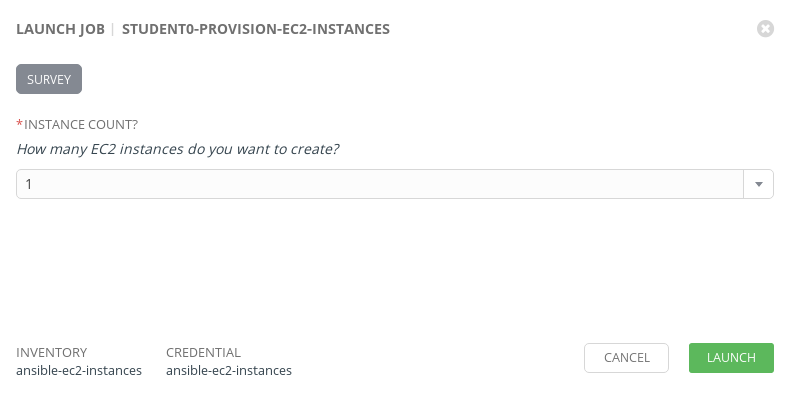 LAUNCH JOB | STUDENT0-PROVISION-EC2-INSTANCES
SURVEY
*INSTANCE COUNT?
How many EC2 instances do you want to create?
1
INVENTORY CREDENTIAL
ansible-ec2-instances ansible-ec2-instances
CANCEL LAUNCH